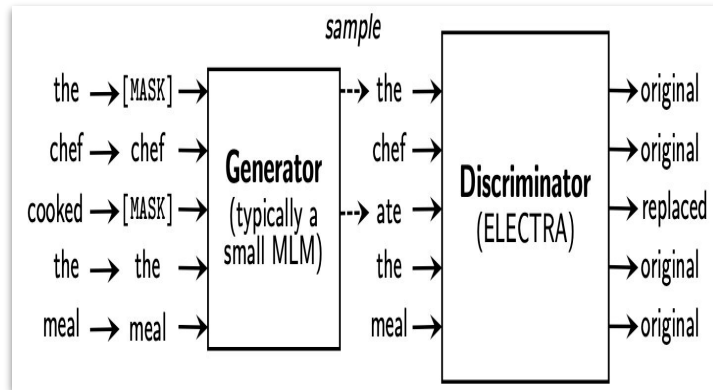 sample
the [MASK] the original
chef chef chef original
Generator
Discriminator
cooked [MASK] (typically a ate (ELECTRA) replaced
small MLM)
the the the original
meal meal meal original